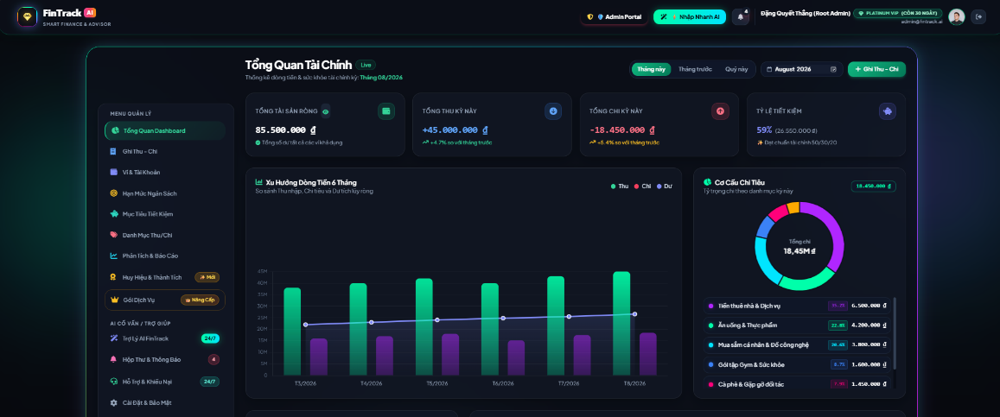 FinTrack AI
SMART FINANCE & ADVISOR
Admin Portal
Nhập Nhanh AI
4
Đặng Quyết Thắng (Root Admin)
PLATINUM VIP (CÒN 30 NGÀY)
admin@fintrack.ai
MENU QUẢN LÝ
Tổng Quan Dashboard
Ghi Thu - Chi
Ví & Tài Khoản
Hạn Mức Ngân Sách
Mục Tiêu Tiết Kiệm
Danh Mục Thu/Chi
Phân Tích & Báo Cáo
Huy Hiệu & Thành Tích
Mới
Gói Dịch Vụ
Nâng Cấp
AI CỐ VẤN / TRỢ GIÚP
Trợ Lý AI FinTrack
24/7
Hộp Thư & Thông Báo
4
Hỗ Trợ & Khiếu Nại
24/7
Cài Đặt & Bảo Mật
Tổng Quan Tài Chính
Live
Thống kê dòng tiền & sức khỏe tài chính kỳ: Tháng 08/2026
Tháng này
Tháng trước
Quý này
August 2026
+ Ghi Thu - Chi
TỔNG TÀI SẢN RÒNG
85.500.000 ₫
Tổng số dư tất cả các ví khả dụng
TỔNG THU KỲ NÀY
+45.000.000 ₫
+4.7% so với tháng trước
TỔNG CHI KỲ NÀY
-18.450.000 ₫
so với tháng trước
TỶ LỆ TIẾT KIỆM
59% (26.550.000 ₫)
Đạt chuẩn tài chính 50/30/20
Xu Hướng Dòng Tiền 6 Tháng
So sánh Thu nhập, Chi tiêu và Dư tích lũy ròng
Thu
Chi
Dư
45M
40M
35M
30M
25M
20M
15M
10M
5M
0
T3/2026
T4/2026
T5/2026
T6/2026
T7/2026
T8/2026
Cơ Cấu Chi Tiêu
Tỷ trọng chi theo danh mục kỳ này
18.450.000 ₫
Tổng chi
18,45M ₫
Tiền thuê nhà & Dịch vụ
35.2%
6.500.000 ₫
Ăn uống & Thực phẩm
22.8%
4.200.000 ₫
Mua sắm cá nhân & Đồ công nghệ
3.800.000 ₫
Gói tập Gym & Sức khỏe
8.7%
1.600.000 ₫
Cà phê & Gặp gỡ đối tác
1.450.000 ₫